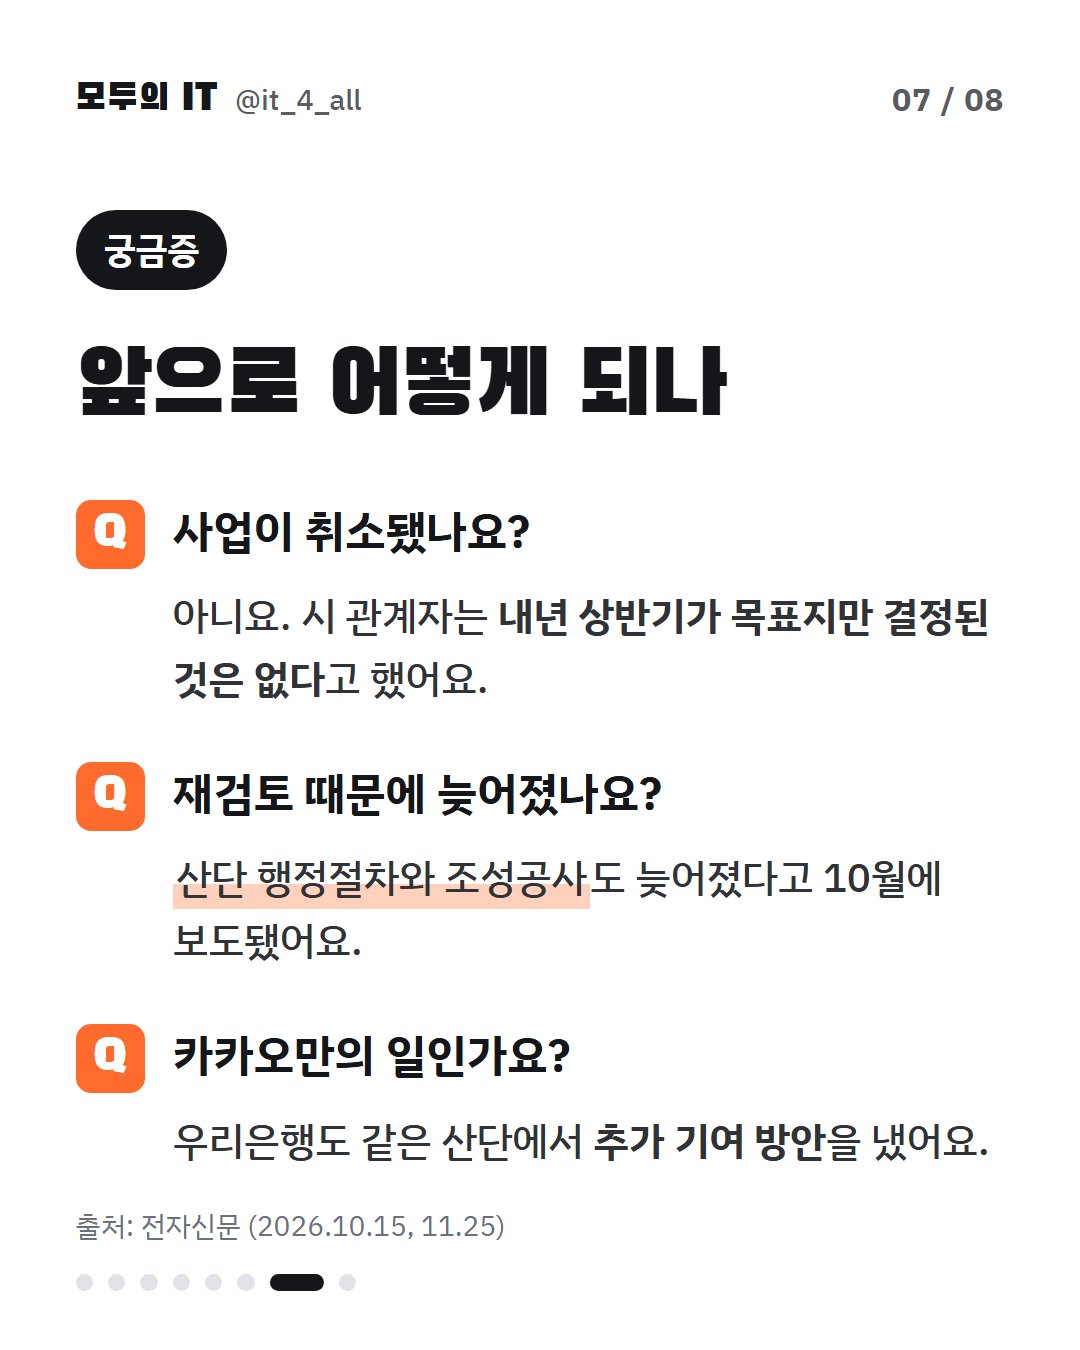 모두의 IT @it_4_all
07 / 08
궁금증
앞으로 어떻게 되나
Q 사업이 취소됐나요?
아니요. 시 관계자는 내년 상반기가 목표지만 결정된
것은 없다고 했어요.
Q 재검토 때문에 늦어졌나요?
산단 행정절차와 조성공사도 늦어졌다고 10월에
보도됐어요.
Q 카카오만의 일인가요?
우리은행도 같은 산단에서 추가 기여 방안을 냈어요.
출처: 전자신문 (2026.10.15, 11.25)